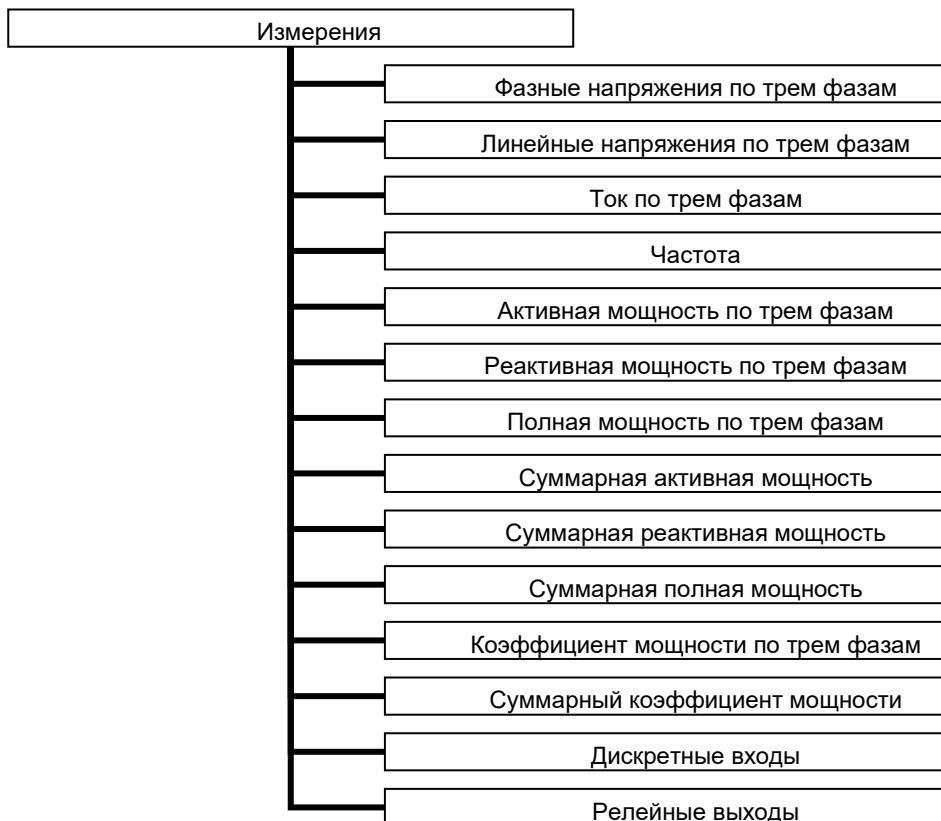 Измерения
Фазные напряжения по трем фазам
Линейные напряжения по трем фазам
Ток по трем фазам
Частота
Активная мощность по трем фазам
Реактивная мощность по трем фазам
Полная мощность по трем фазам
Суммарная активная мощность
Суммарная реактивная мощность
Суммарная полная мощность
Коэффициент мощности по трем фазам
Суммарный коэффициент мощности
Дискретные входы
Релейные выходы